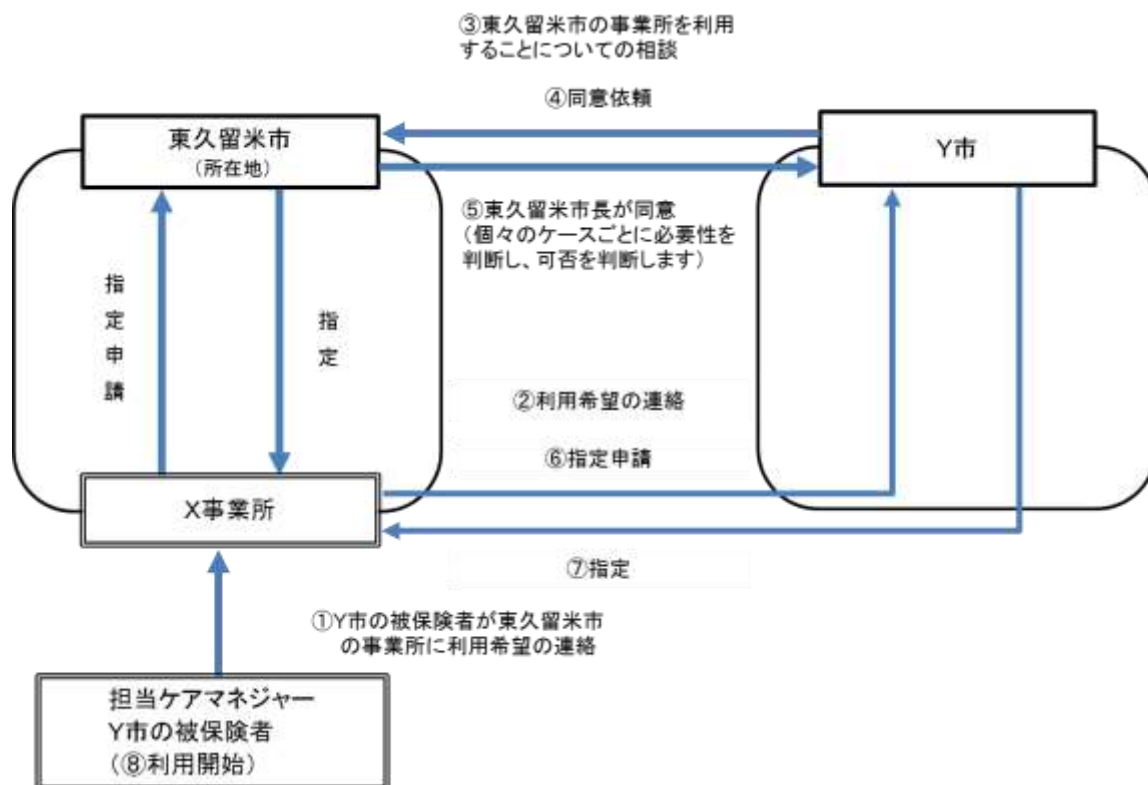 ③東久留米市の事業所を利用
することについての相談
④同意依頼
東久留米市
（所在地）
Y市
⑤東久留米市長が同意
（個々のケースごとに必要性を
判断し、可否を判断します）
指定申請
指定
②利用希望の連絡
⑥指定申請
X事業所
⑦指定
①Y市の被保険者が東久留米市
の事業所に利用希望の連絡
担当ケアマネジャー
Y市の被保険者
（⑧利用開始）